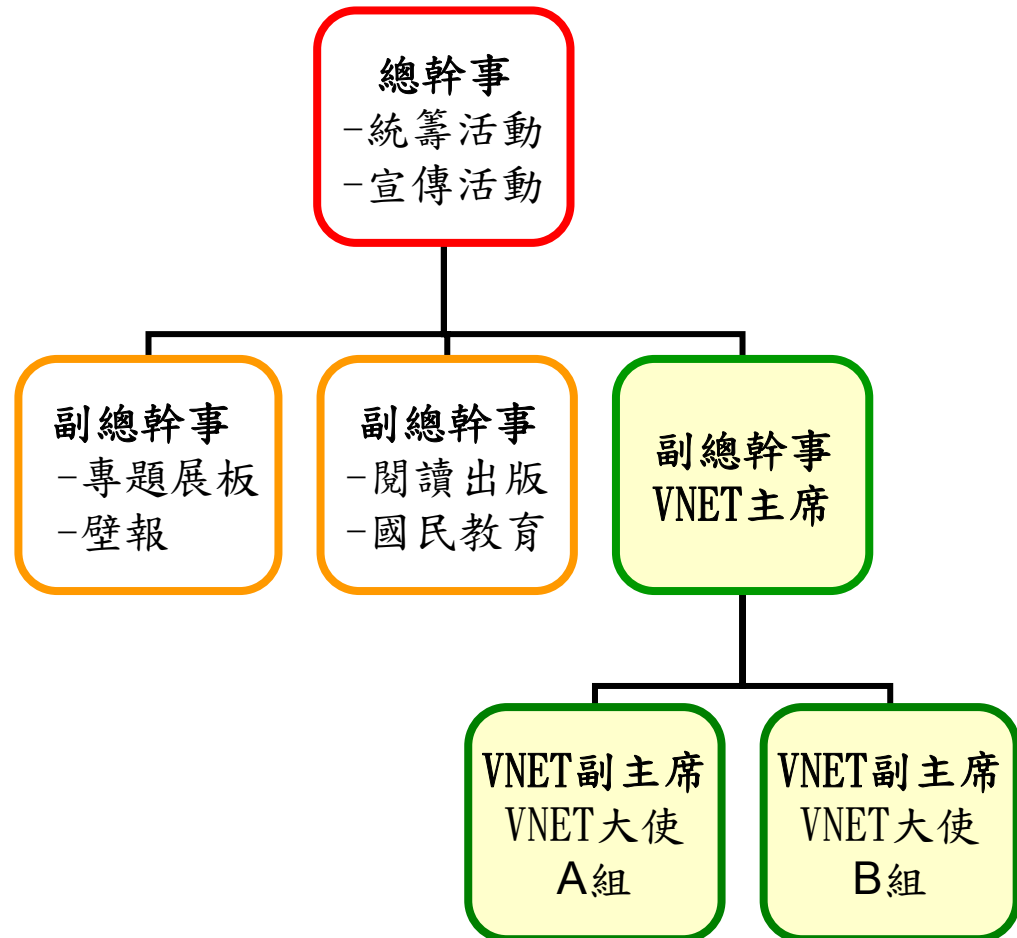 總幹事
-統籌活動
-宣傳活動
副總幹事
-專題展板
-壁報
副總幹事
-閱讀出版
-國民教育
副總幹事
VNET主席
VNET副主席
VNET大使
A組
VNET副主席
VNET大使
B組